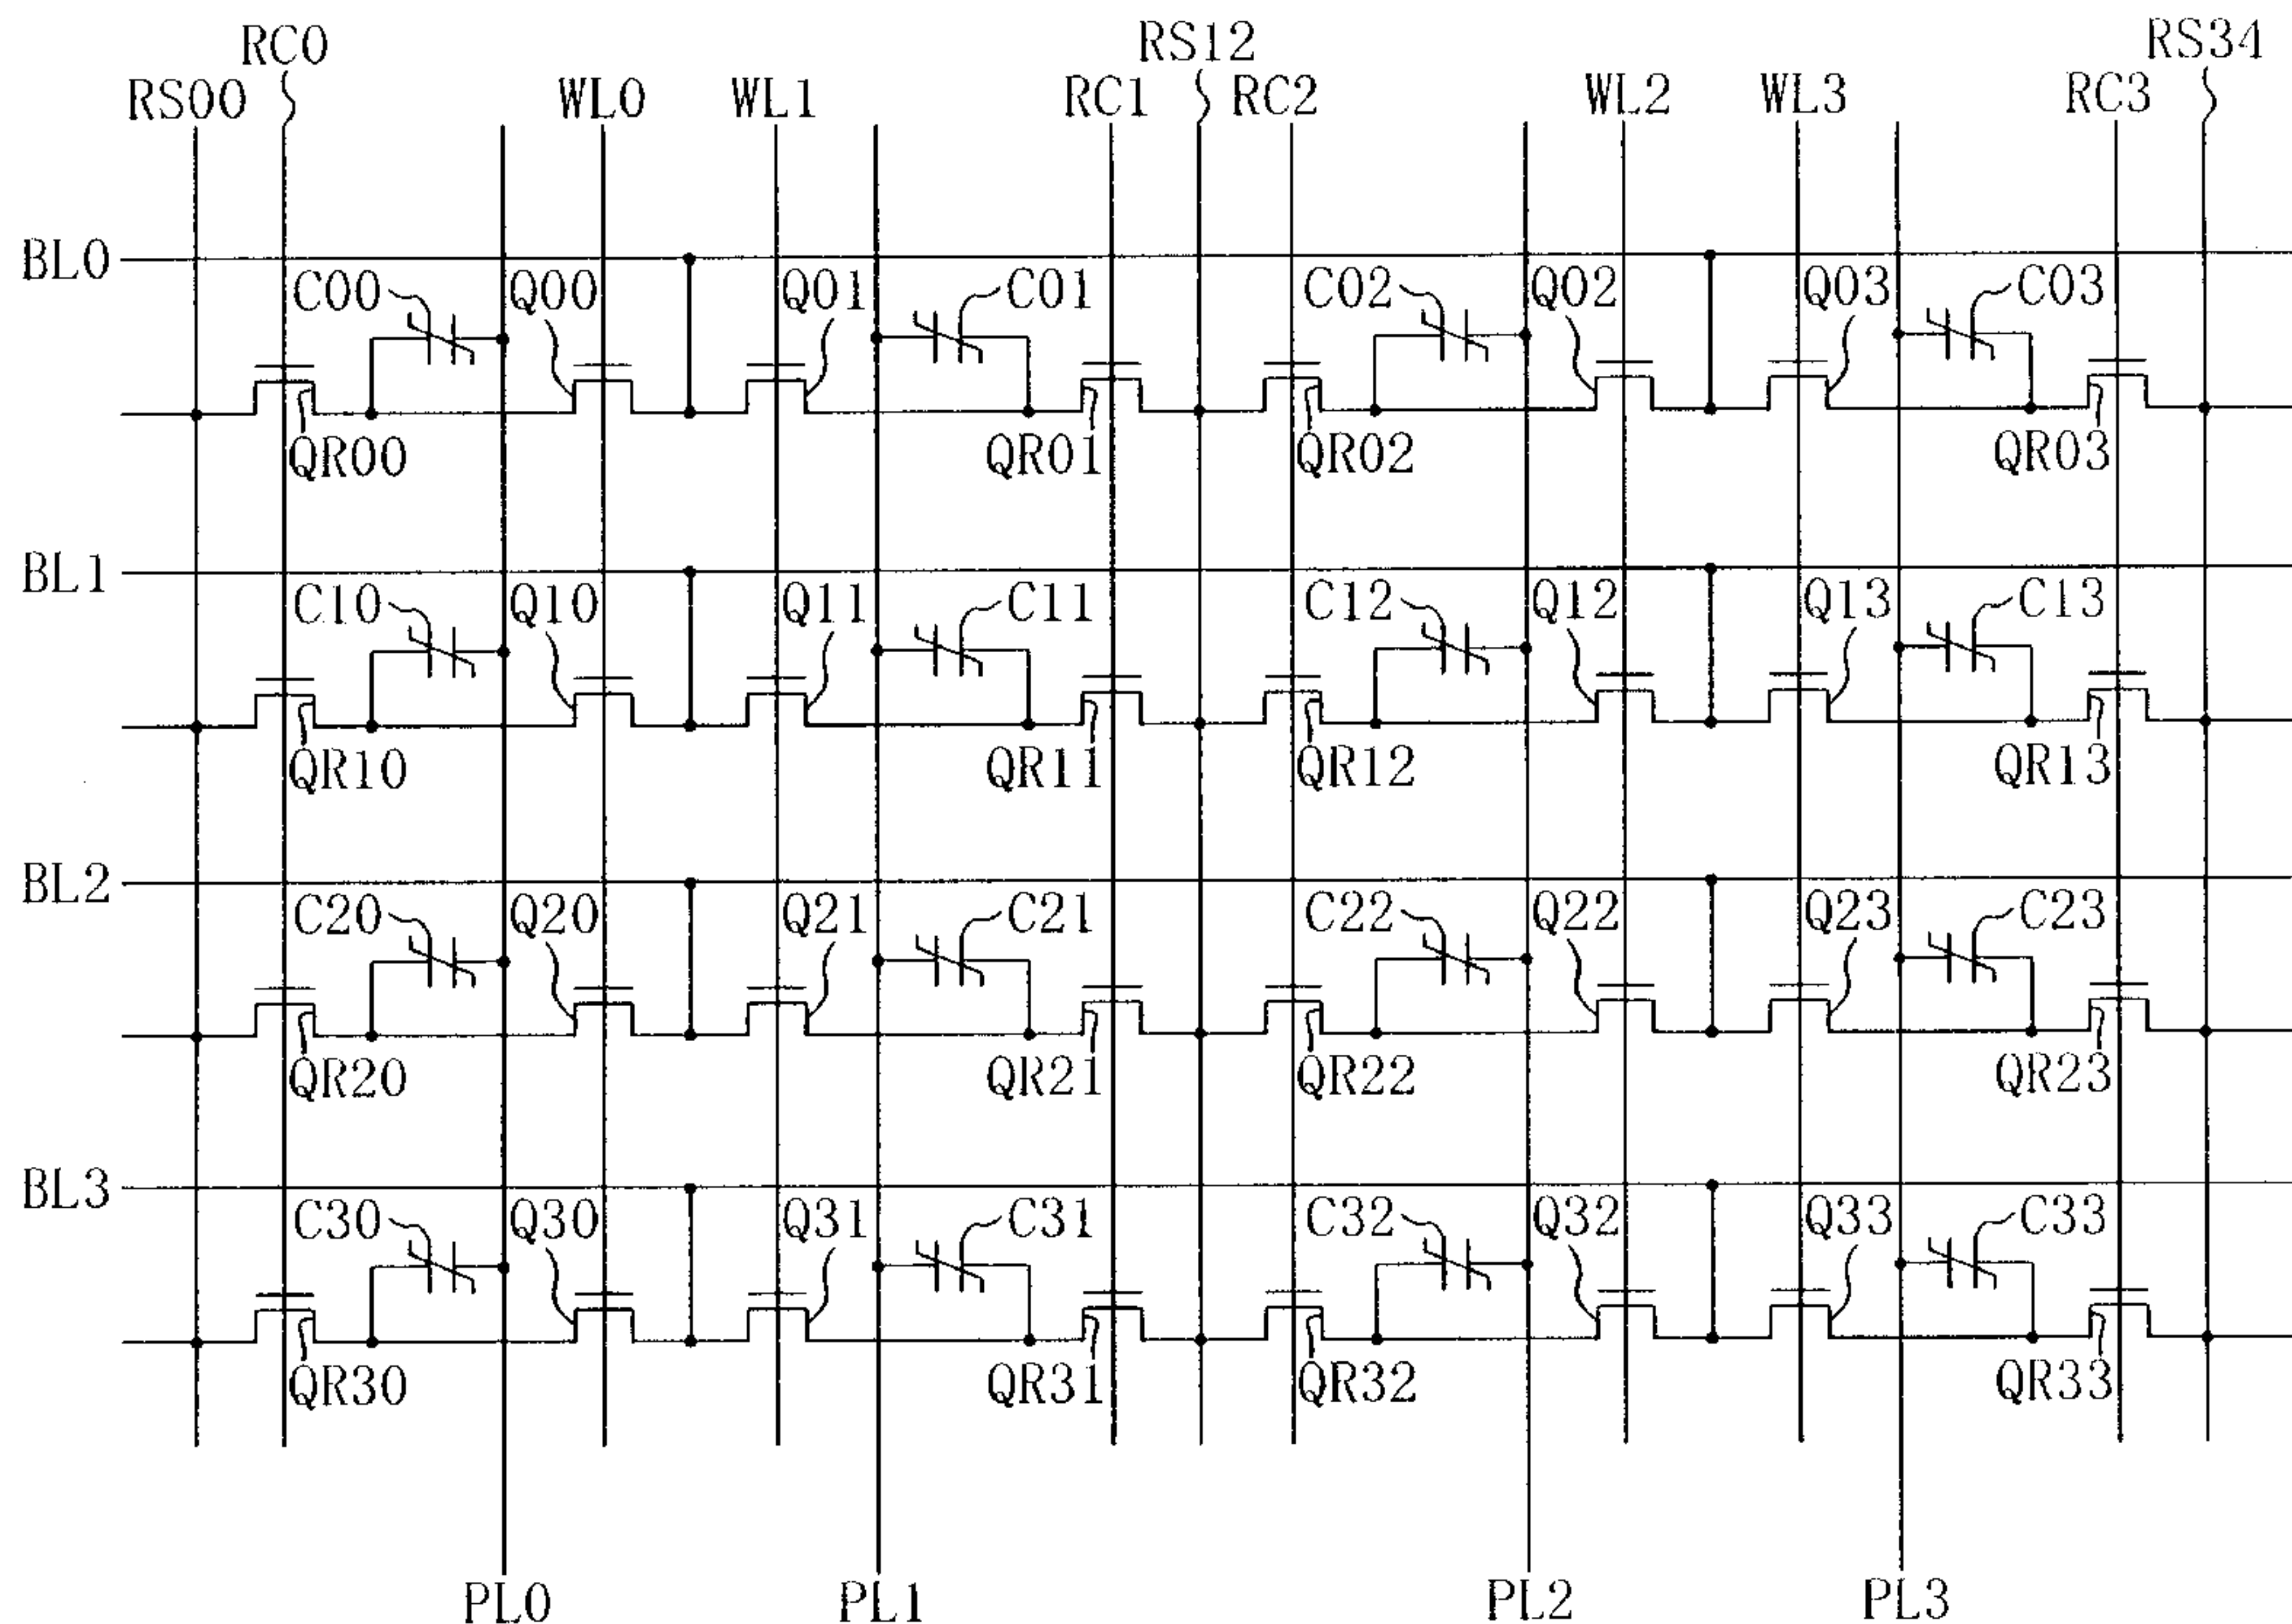 RC0 RS12 RS34
RS00 WL0 WL1 RC1 RC2 WL2 WL3 RC3
BL0
C00 Q00 Q01 C01 C02 Q02 Q03 C03
QR00 QR01 QR02 QR03
BL1
C10 Q10 Q11 C11 C12 Q12 Q13 C13
QR10 QR11 QR12 QR13
BL2
C20 Q20 Q21 C21 C22 Q22 Q23 C23
QR20 QR21 QR22 QR23
BL3
C30 Q30 Q31 C31 C32 Q32 Q33 C33
QR30 QR31 QR32 QR33
PL0 PL1 PL2 PL3